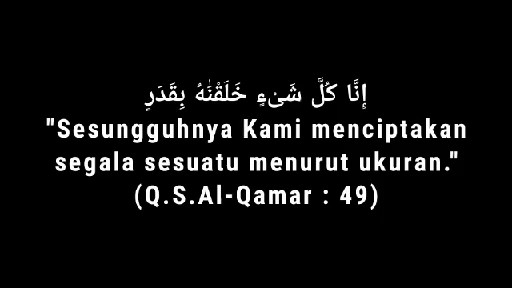 إِنَّا كُلَّ شَىْءٍ خَلَقْنَٰهُ بِقَدَرٍ
"Sesungguhnya Kami menciptakan
segala sesuatu menurut ukuran."
(Q.S.Al-Qamar : 49)